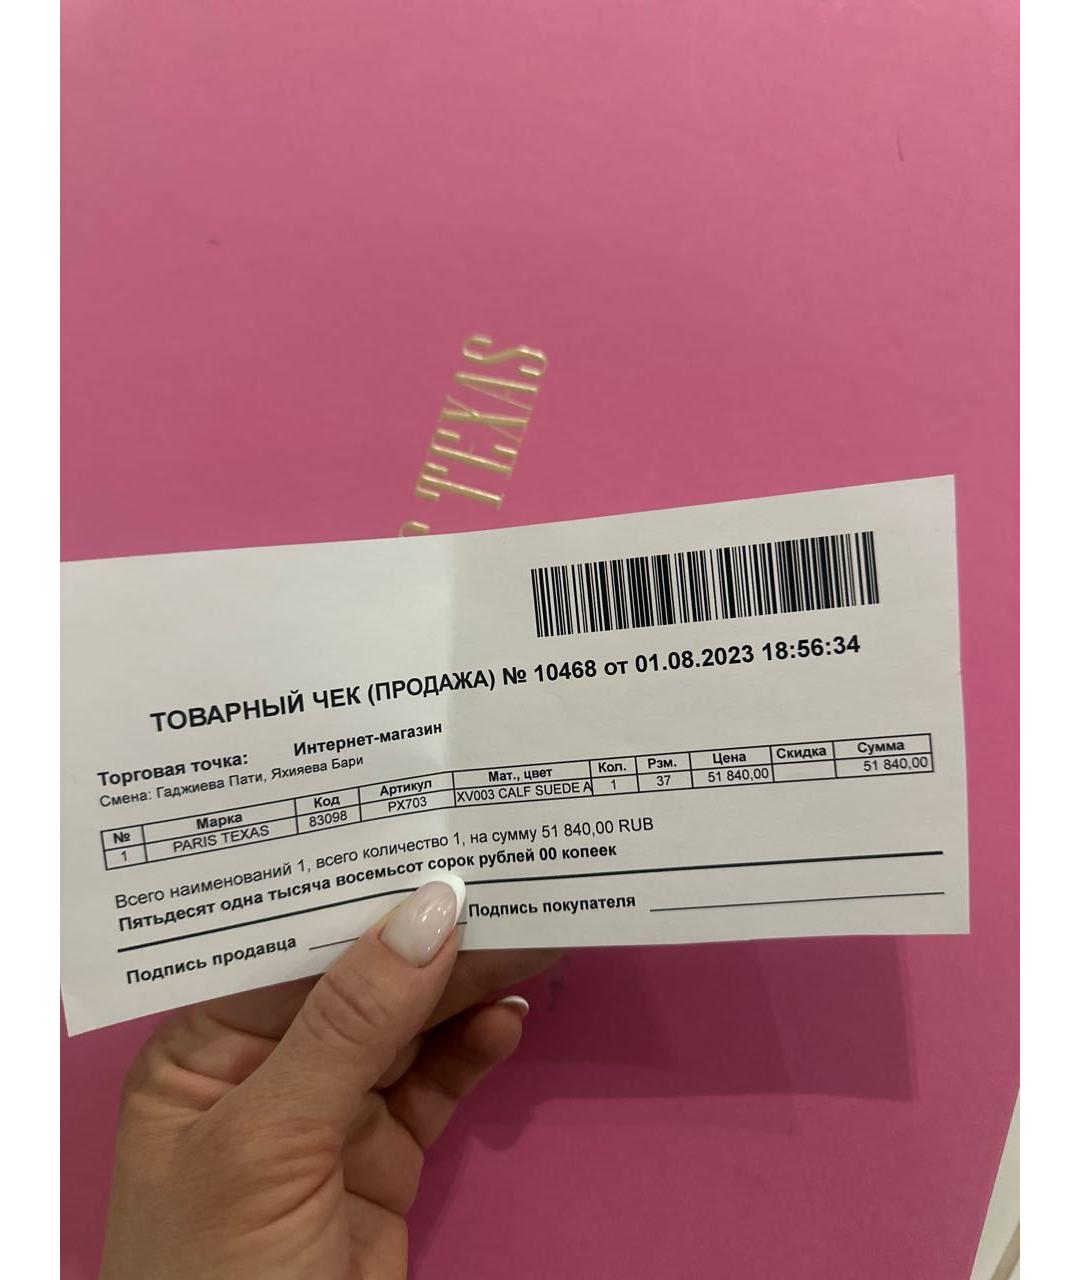 TEXAS
ТОВАРНЫЙ ЧЕК (ПРОДАЖА) № 10468 от 01.08.2023 18:56:34
Торговая точка: Интернет-магазин
Смена: Гаджиева Пати, Яхияева Бари
№ Марка Код Артикул Мат., цвет Кол. Рзм. Цена Скидка Сумма
1 PARIS TEXAS 83098 PX703 XV003 CALF SUEDE A 1 37 51 840,00 51 840,00
Всего наименований 1, всего количество 1, на сумму 51 840,00 RUB
Пятьдесят одна тысяча восемьсот сорок рублей 00 копеек
Подпись продавца Подпись покупателя